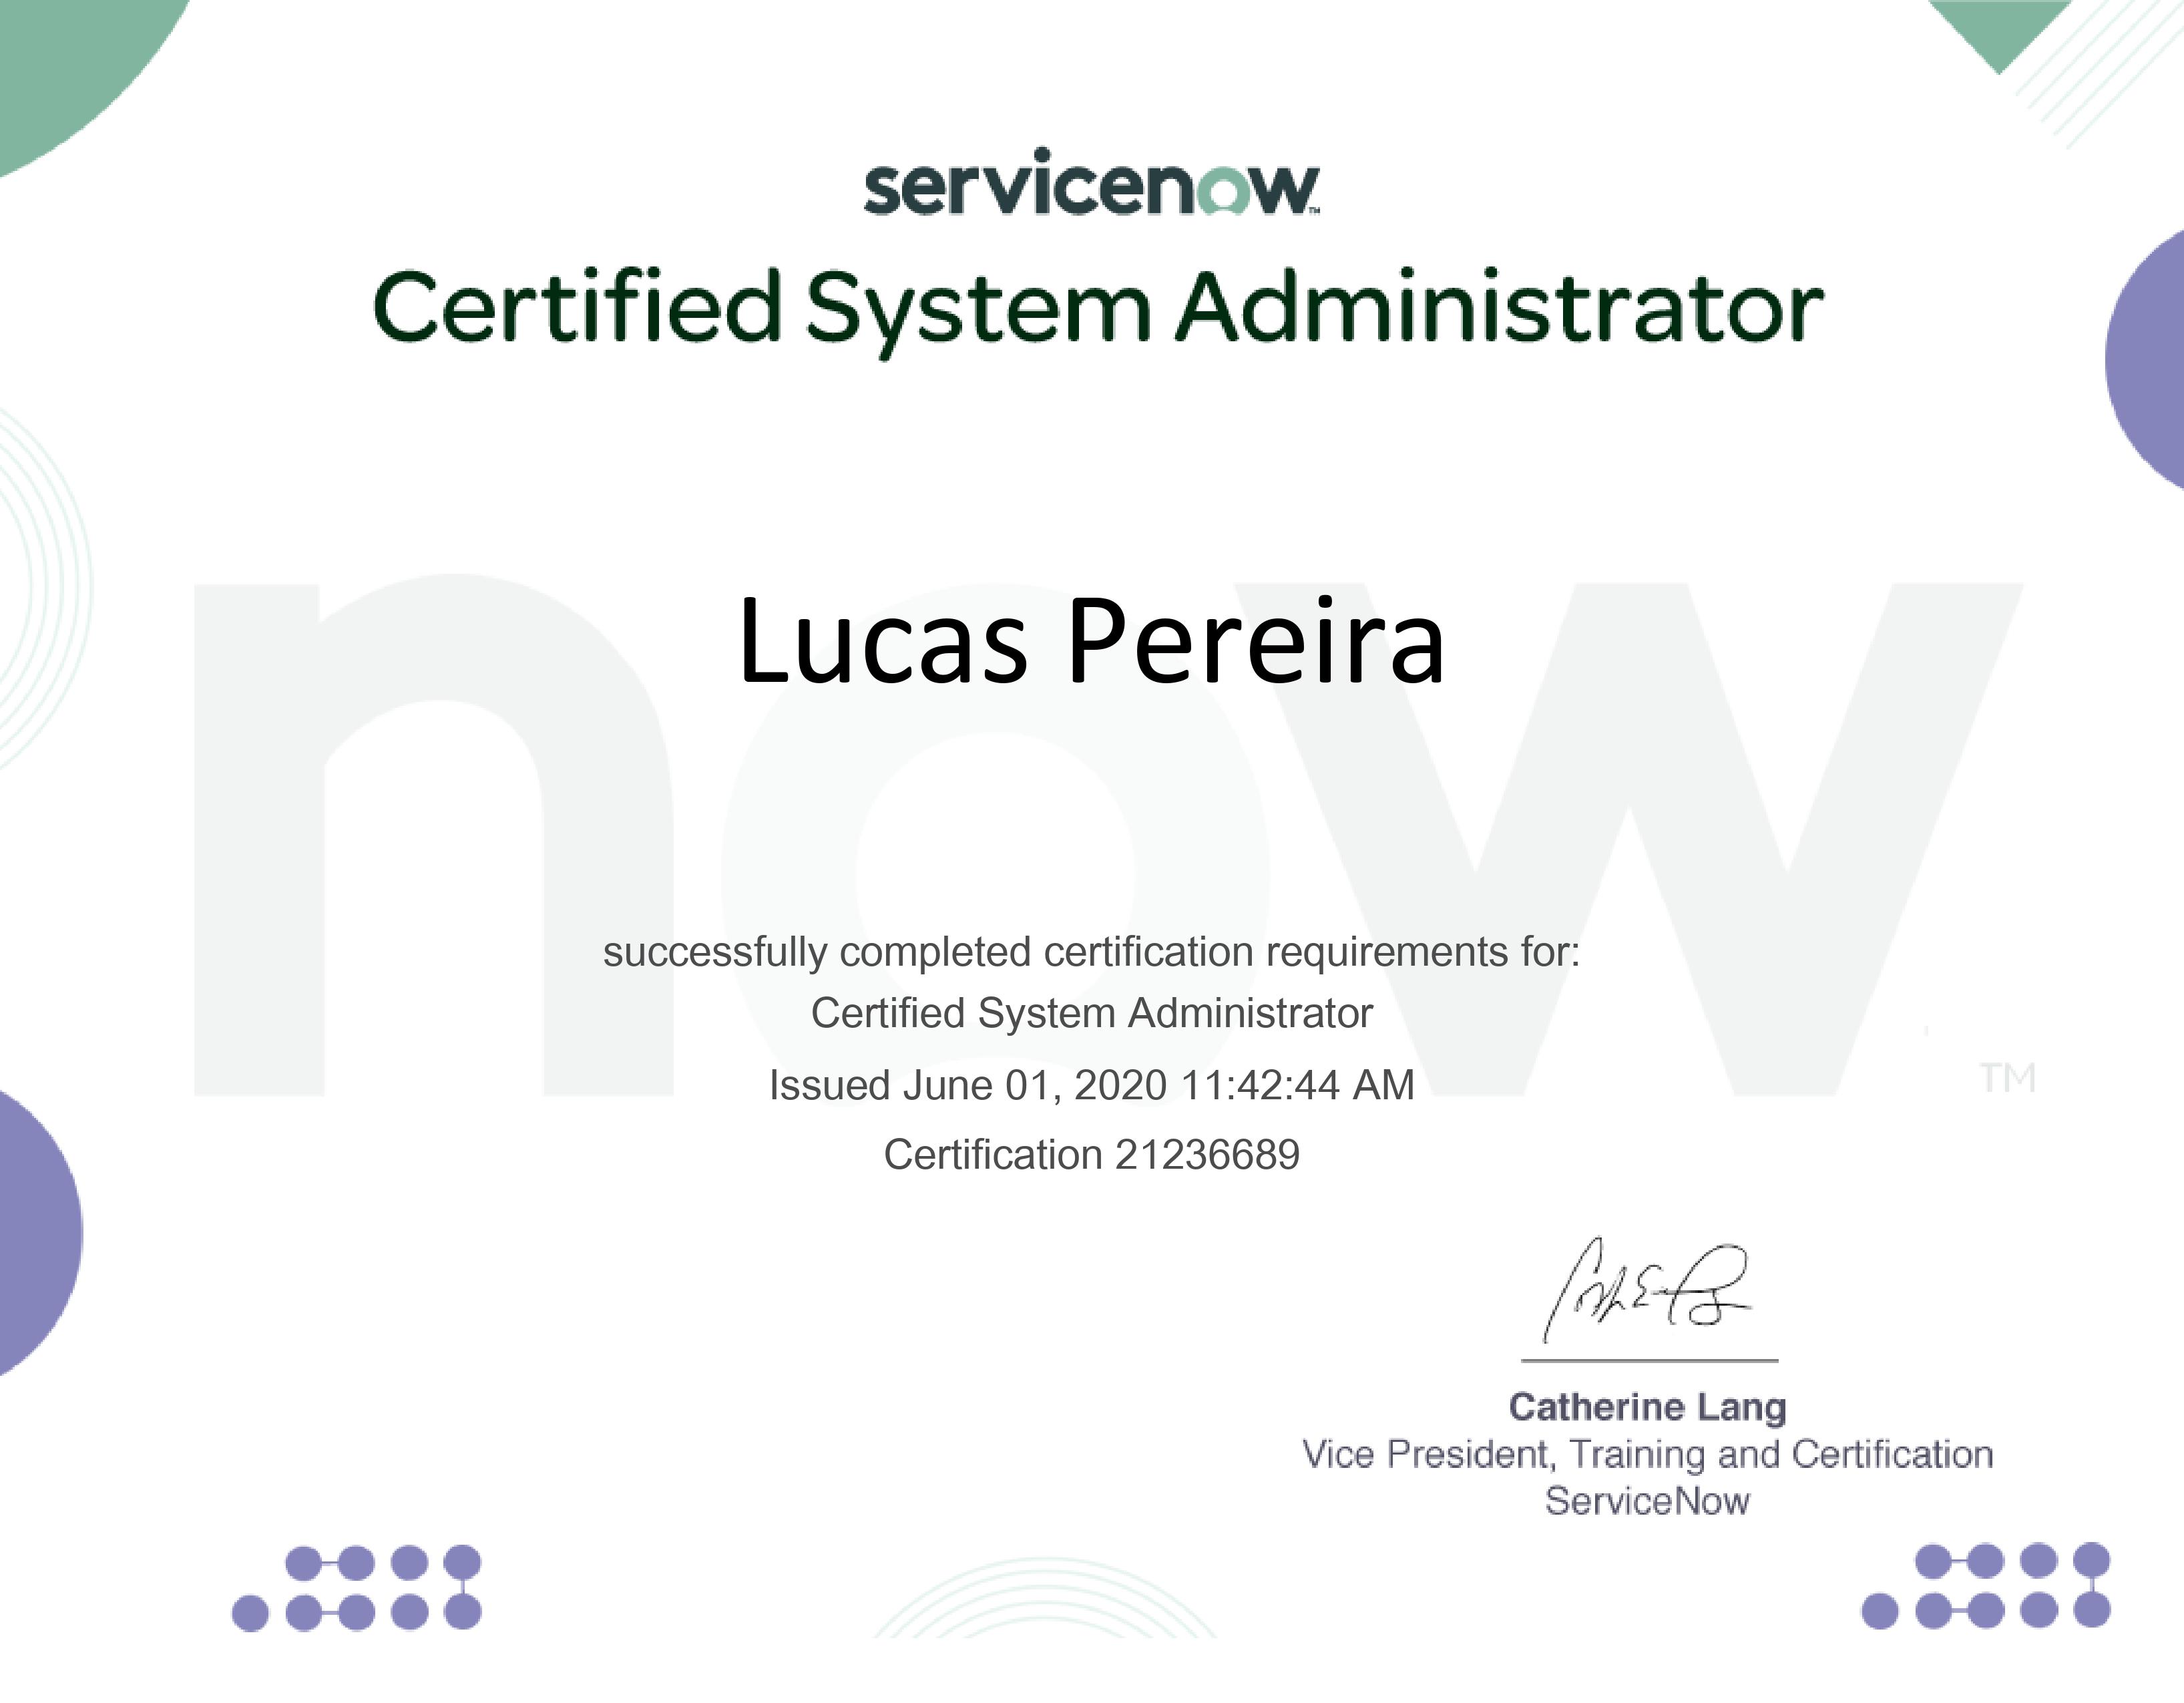 servicenow™
Certified System Administrator
now
Lucas Pereira
successfully completed certification requirements for:
Certified System Administrator
Issued June 01, 2020 11:42:44 AM
TM
Certification 21236689
Catherine Lang
Vice President, Training and Certification
ServiceNow